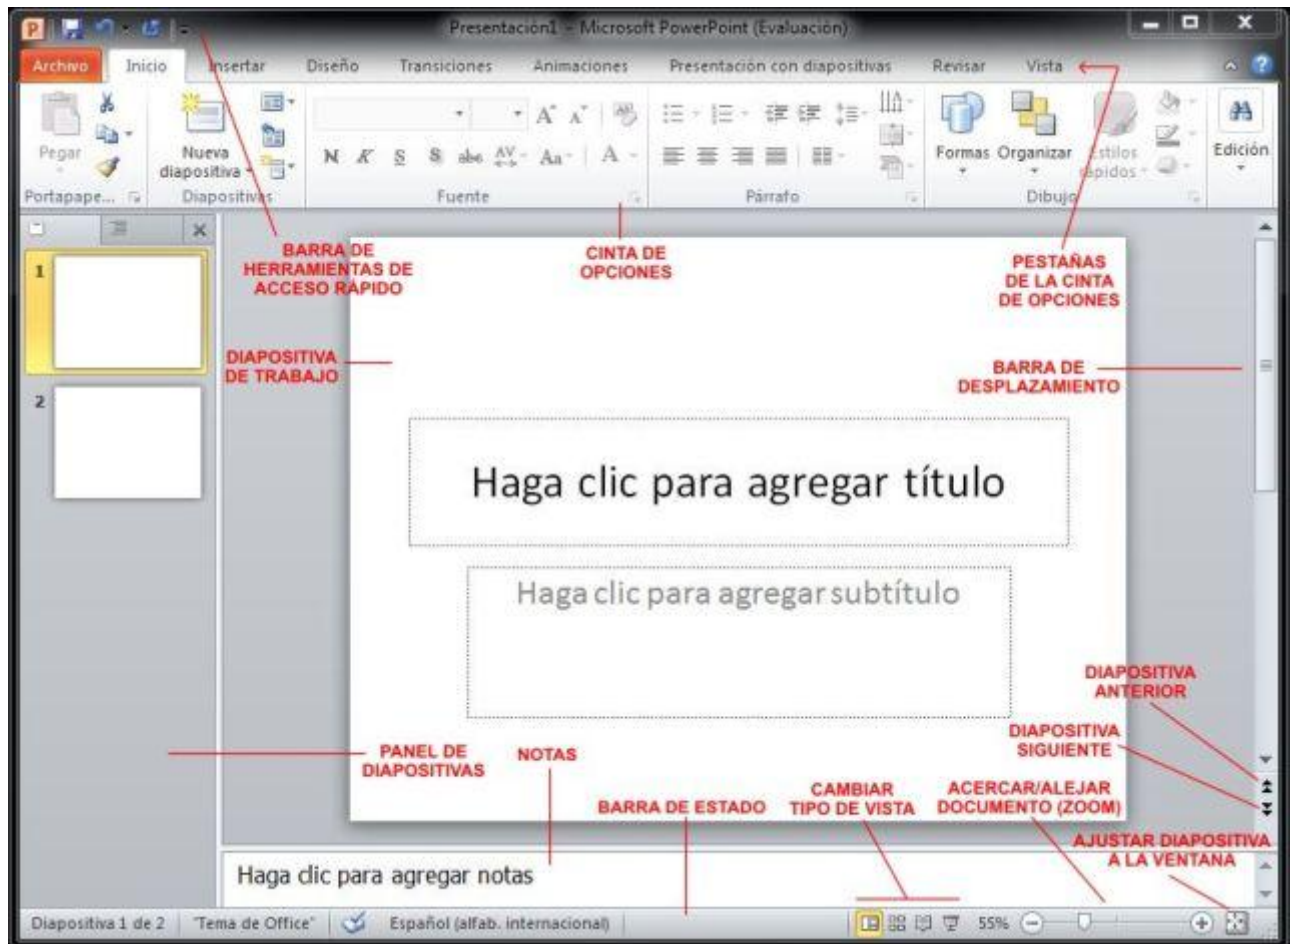 Presentación1 - Microsoft PowerPoint (Evaluación)
Archivo Inicio Insertar Diseño Transiciones Animaciones Presentación con diapositivas Revisar Vista
Pegar
Nueva
diapositiva
N K S S abc AV Aa A
Formas Organizar Estilos
rápidos
Edición
Portapape... Diapositivas Fuente Párrafo Dibujo
BARRA DE
HERRAMIENTAS DE
ACCESO RÁPIDO
CINTA DE
OPCIONES
PESTAÑAS
DE LA CINTA
DE OPCIONES
1
DIAPOSITIVA
DE TRABAJO
BARRA DE
DESPLAZAMIENTO
2
Haga clic para agregar título
Haga clic para agregar subtítulo
DIAPOSITIVA
ANTERIOR
DIAPOSITIVA
SIGUIENTE
PANEL DE
DIAPOSITIVAS
NOTAS
BARRA DE ESTADO
CAMBIAR
TIPO DE VISTA
ACERCAR/ALEJAR
DOCUMENTO (ZOOM)
AJUSTAR DIAPOSITIVA
A LA VENTANA
Haga clic para agregar notas
Diapositiva 1 de 2 "Tema de Office" Español (alfab. internacional) 55%